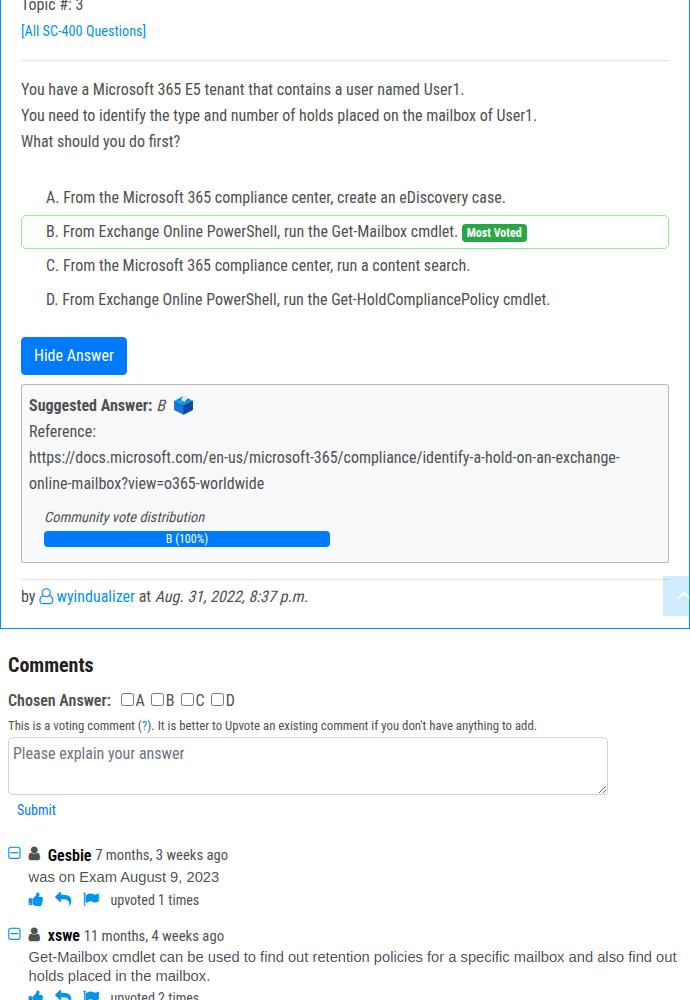 Topic #: 3
[All SC-400 Questions]
You have a Microsoft 365 E5 tenant that contains a user named User1.
You need to identify the type and number of holds placed on the mailbox of User1.
What should you do first?
A. From the Microsoft 365 compliance center, create an eDiscovery case.
B. From Exchange Online PowerShell, run the Get-Mailbox cmdlet. Most Voted
C. From the Microsoft 365 compliance center, run a content search.
D. From Exchange Online PowerShell, run the Get-HoldCompliancePolicy cmdlet.
Hide Answer
Suggested Answer: B
Reference:
https://docs.microsoft.com/en-us/microsoft-365/compliance/identify-a-hold-on-an-exchange-
online-mailbox?view=o365-worldwide
Community vote distribution
B (100%)
by wyindualizer at Aug. 31, 2022, 8:37 p.m.
Comments
Chosen Answer: A B C D
This is a voting comment (?). It is better to Upvote an existing comment if you don't have anything to add.
Please explain your answer
Submit
Gesbie 7 months, 3 weeks ago
was on Exam August 9, 2023
upvoted 1 times
xswe 11 months, 4 weeks ago
Get-Mailbox cmdlet can be used to find out retention policies for a specific mailbox and also find out
holds placed in the mailbox.
upvoted 2 times